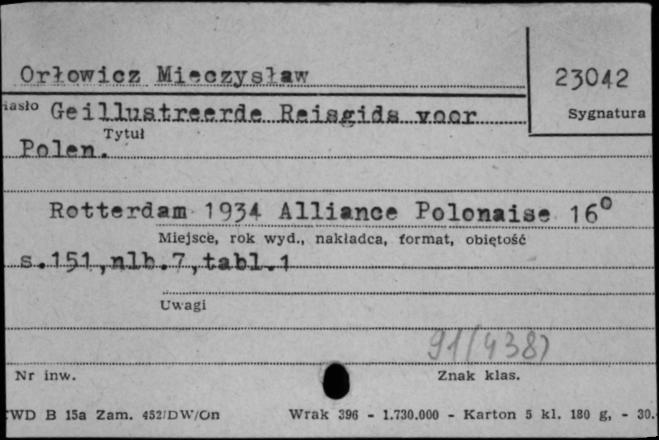 Orłowicz Mieczysław
23042
iasło Geillustreerde Reisgids voor
Sygnatura
Tytuł
Polen.
Rotterdam 1934 Alliance Polonaise 16°
Miejsce, rok wyd., nakładca, format, objętość
s.151,nlb.7,tabl.1
Uwagi
91(438)
Nr inw.
Znak klas.
CWD B 15a Zam. 452/DW/On Wrak 396 - 1.730.000 - Karton 5 kl. 180 g, - 30.